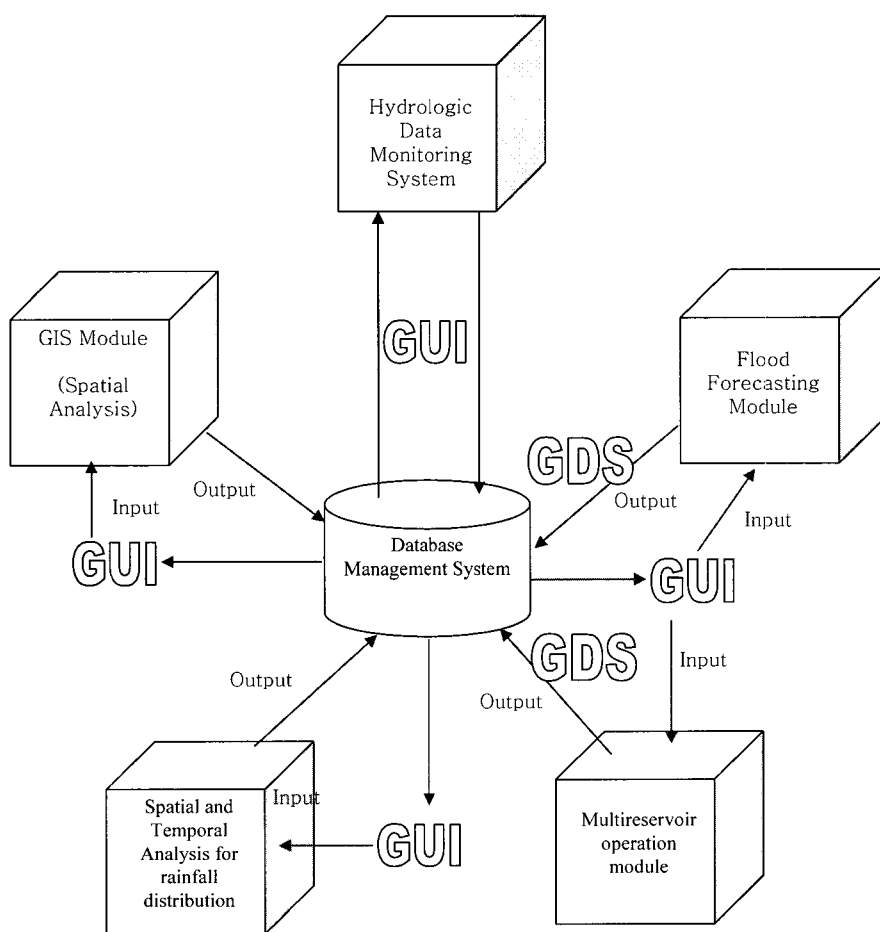 Hydrologic
Data
Monitoring
System
GUI
GIS Module
(Spatial
Analysis)
Flood
Forecasting
Module
GDS
Output
Output
Input
Input
GUI
Database
Management System
GUI
GDS
Input
Output
Output
Input
Spatial and
Temporal
Analysis for
rainfall
distribution
GUI
Multireservoir
operation
module